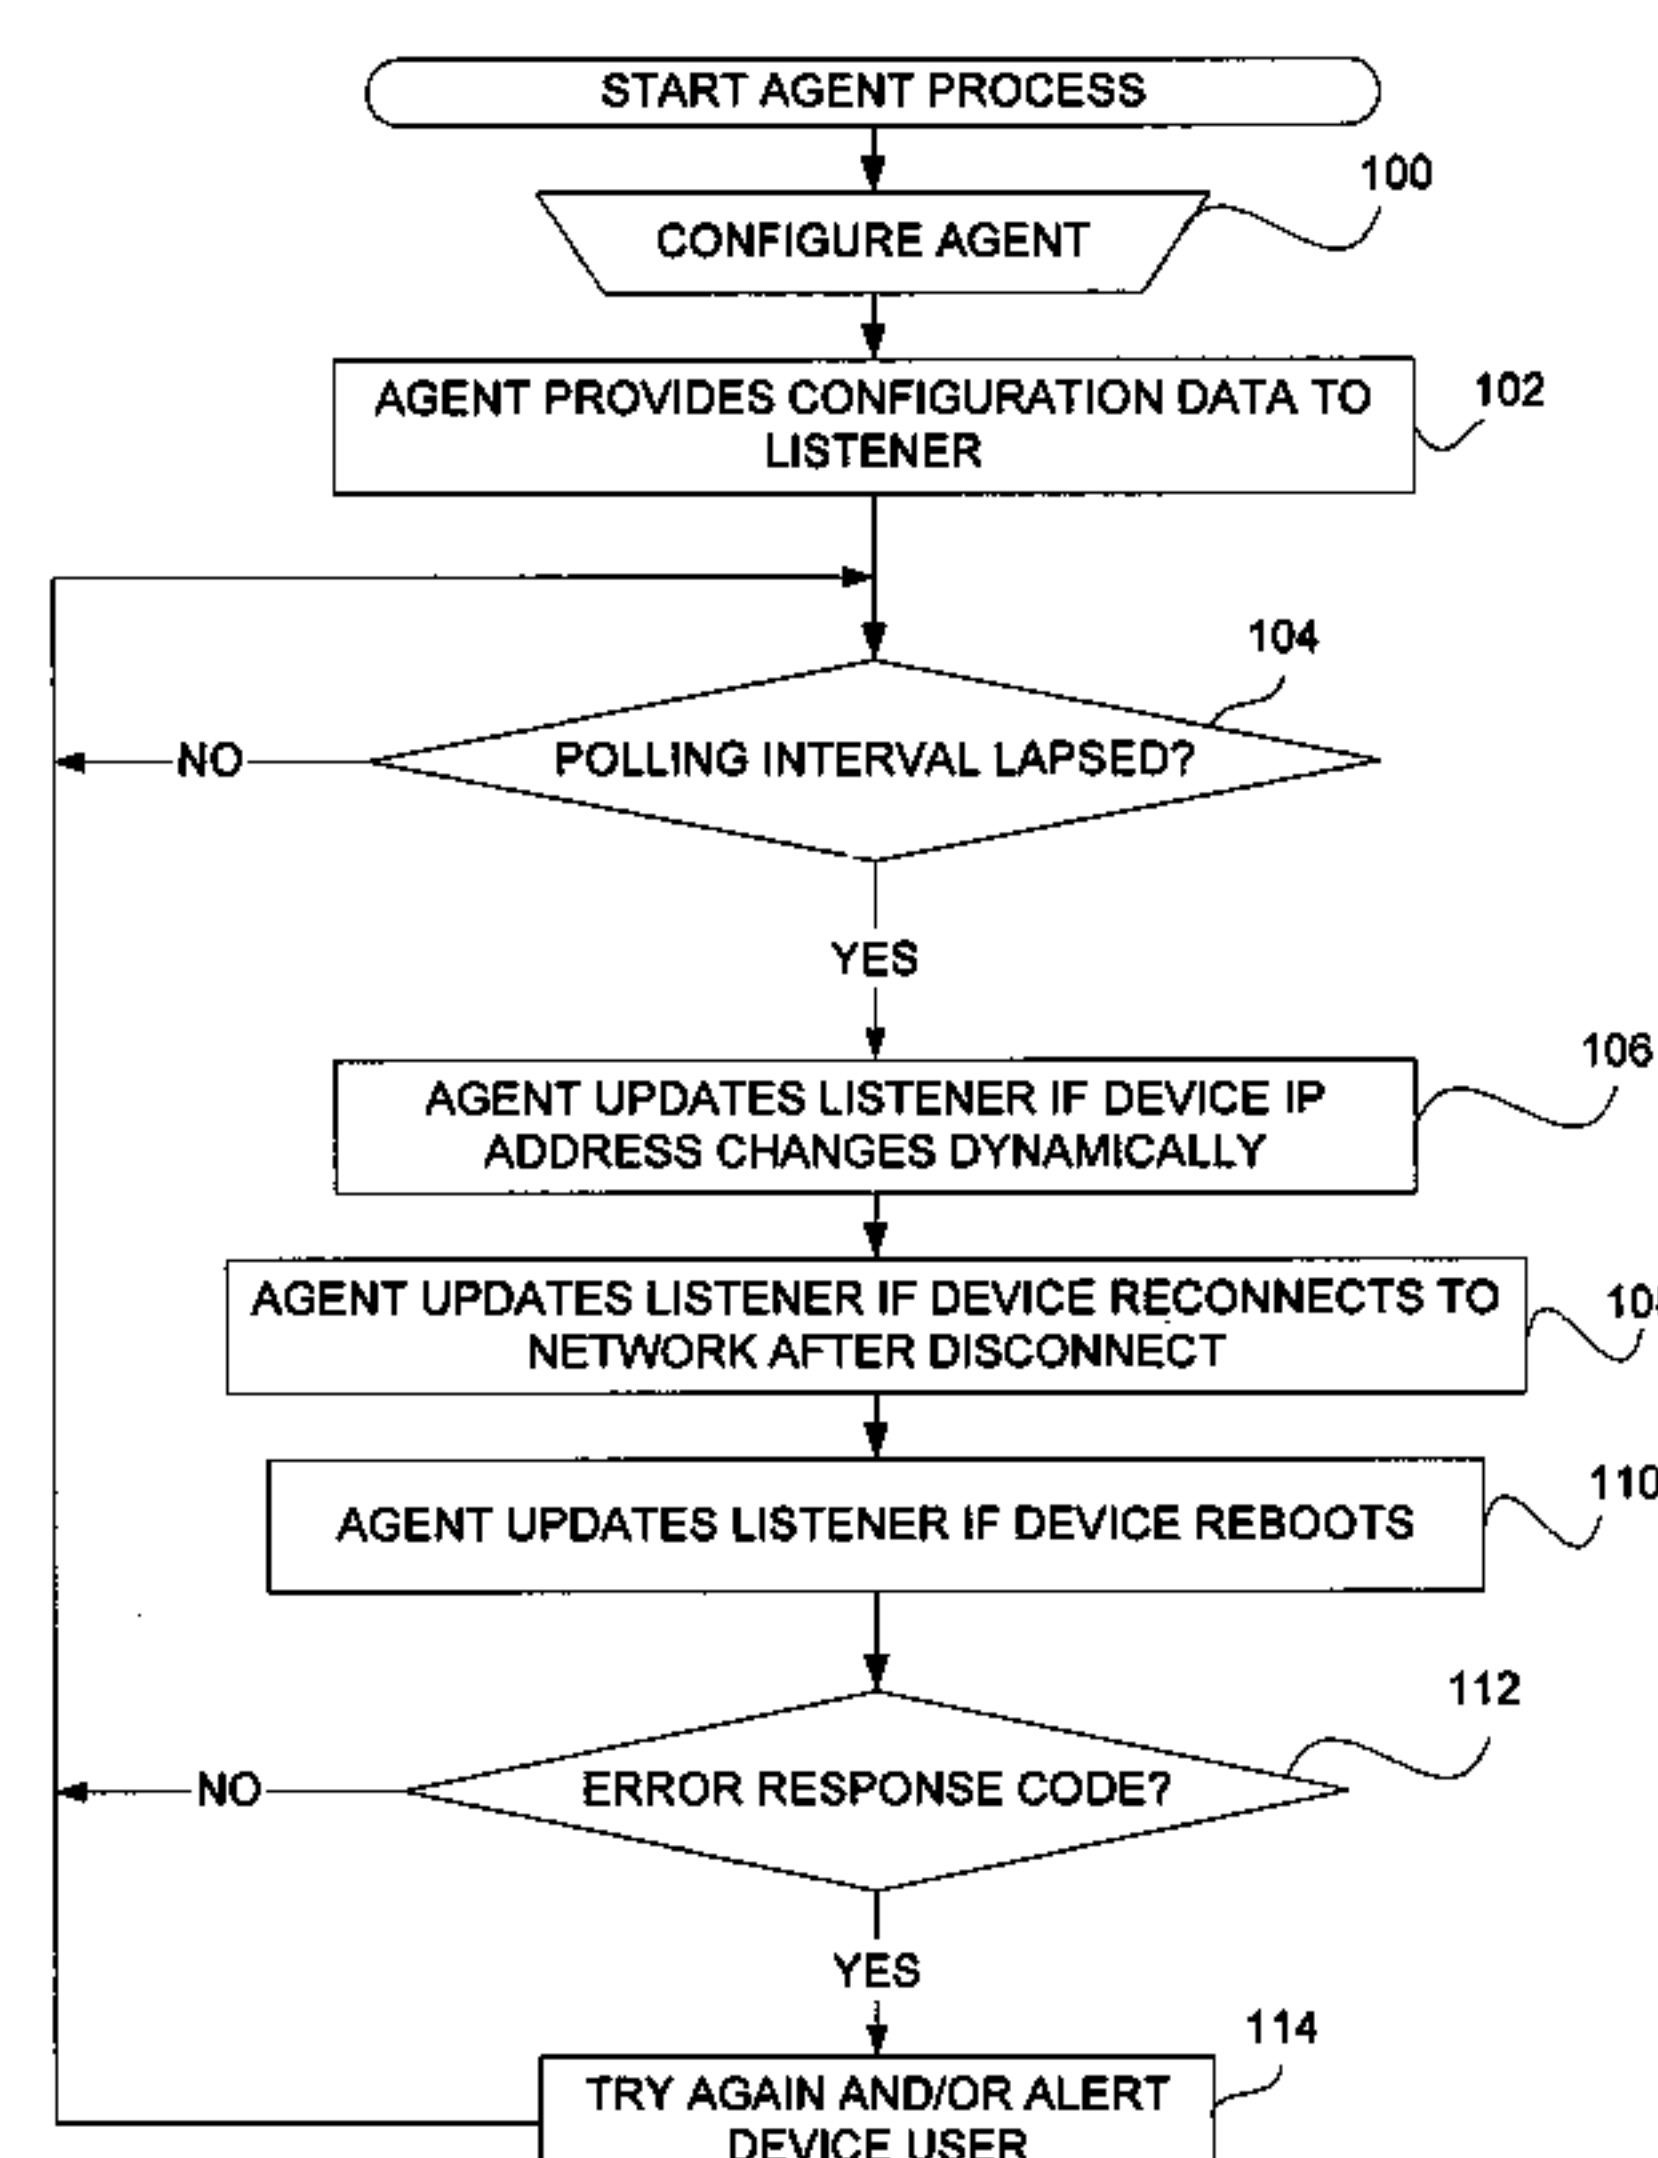 START AGENT PROCESS
100
CONFIGURE AGENT
AGENT PROVIDES CONFIGURATION DATA TO
LISTENER
102
104
POLLING INTERVAL LAPSED?
NO
YES
106
AGENT UPDATES LISTENER IF DEVICE IP
ADDRESS CHANGES DYNAMICALLY
AGENT UPDATES LISTENER IF DEVICE RECONNECTS TO
NETWORK AFTER DISCONNECT
110
AGENT UPDATES LISTENER IF DEVICE REBOOTS
112
ERROR RESPONSE CODE?
NO
YES
114
TRY AGAIN AND/OR ALERT
DEVICE USER